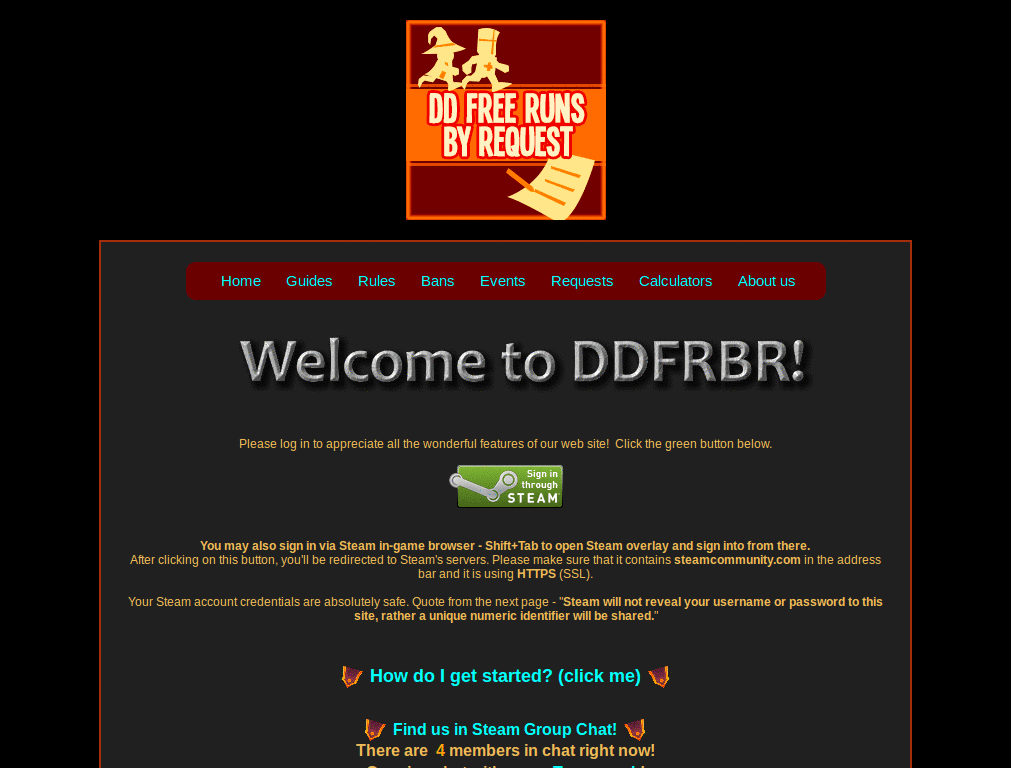 DD FREE RUNS
BY REQUEST
Home Guides Rules Bans Events Requests Calculators About us
Welcome to DDFRBR!
Please log in to appreciate all the wonderful features of our web site!  Click the green button below.
Sign in
through
STEAM
You may also sign in via Steam in-game browser - Shift+Tab to open Steam overlay and sign into from there.
After clicking on this button, you'll be redirected to Steam's servers. Please make sure that it contains steamcommunity.com in the address
bar and it is using HTTPS (SSL).
Your Steam account credentials are absolutely safe. Quote from the next page - "Steam will not reveal your username or password to this
site, rather a unique numeric identifier will be shared."
How do I get started? (click me)
Find us in Steam Group Chat!
There are  4 members in chat right now!